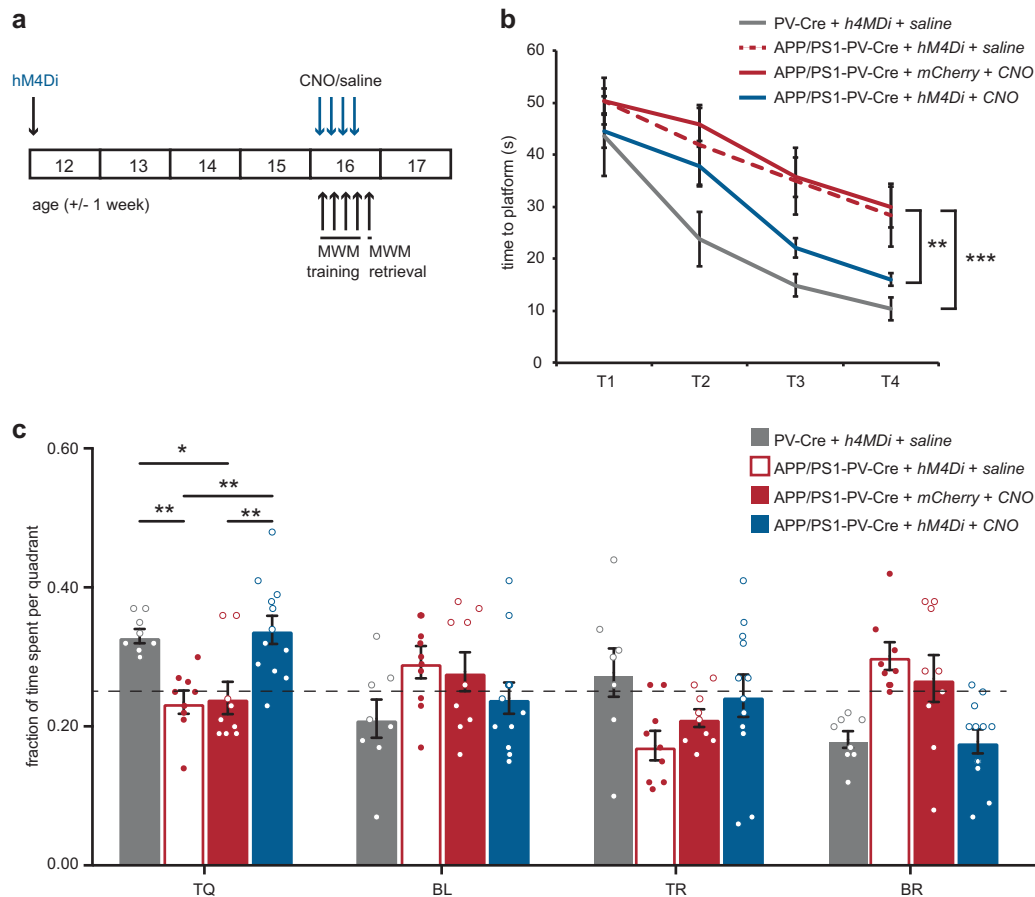 a
hM4Di
CNO/saline
12 13 14 15 16 17
age (+/- 1 week)
MWM training
MWM retrieval
b
PV-Cre + h4MDi + saline
APP/PS1-PV-Cre + hM4Di + saline
APP/PS1-PV-Cre + mCherry + CNO
APP/PS1-PV-Cre + hM4Di + CNO
time to platform (s)
60
50
40
30
20
10
0
T1 T2 T3 T4
**
***
c
PV-Cre + h4MDi + saline
APP/PS1-PV-Cre + hM4Di + saline
APP/PS1-PV-Cre + mCherry + CNO
APP/PS1-PV-Cre + hM4Di + CNO
fraction of time spent per quadrant
0.60
0.40
0.20
0.00
*
**
**
**
TQ BL TR BR